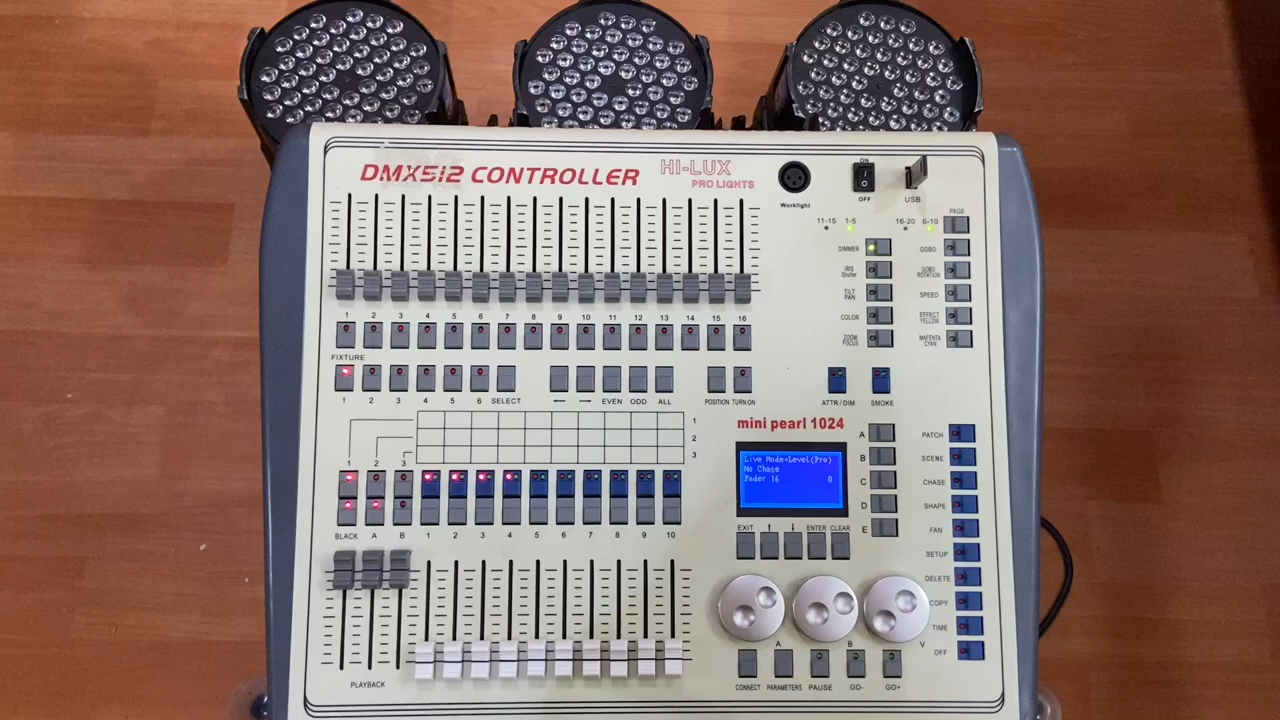 DMX512 CONTROLLER
HI-LUX
PRO LIGHTS
Worklight
ON
OFF
USB
11-15 1-5 16-20 6-10
PAGE
DIMMER GOBO
IRIS
Shutter
GOBO
ROTATION
TILT
PAN
SPEED
COLOR
EFFECT
YELLOW
ZOOM
FOCUS
MAFENTA
CYAN
1 2 3 4 5 6 7 8 9 10 11 12 13 14 15 16
FIXTURE
1 2 3 4 5 6 SELECT ← → EVEN ODD ALL POSITION TURN ON
ATTR / DIM SMOKE
1
2
3
1 2 3
mini pearl 1024
Live Mode=Level(Pro)
No Chase
Fader 16 0
A
B
C
D
E
PATCH
SCENE
CHASE
SHAPE
FAN
SETUP
DELETE
COPY
TIME
OFF
EXIT ↑ ↓ ENTER CLEAR
BLACK A B 1 2 3 4 5 6 7 8 9 10
A B V
PLAYBACK
CONNECT PARAMETERS PAUSE GO- GO+